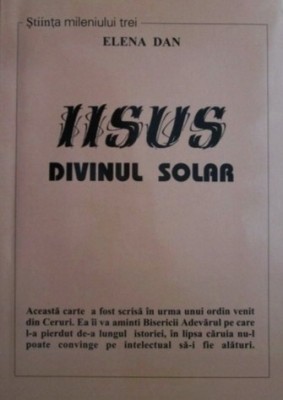 Știința mileniului trei
ELENA DAN
IISUS
DIVINUL SOLAR
Această carte a fost scrisă în urma unui ordin venit
din Ceruri. Ea îi va aminti Bisericii Adevărul pe care
l-a pierdut de-a lungul istoriei, în lipsa căruia nu-l
poate convinge pe intelectual să-i fie alături.